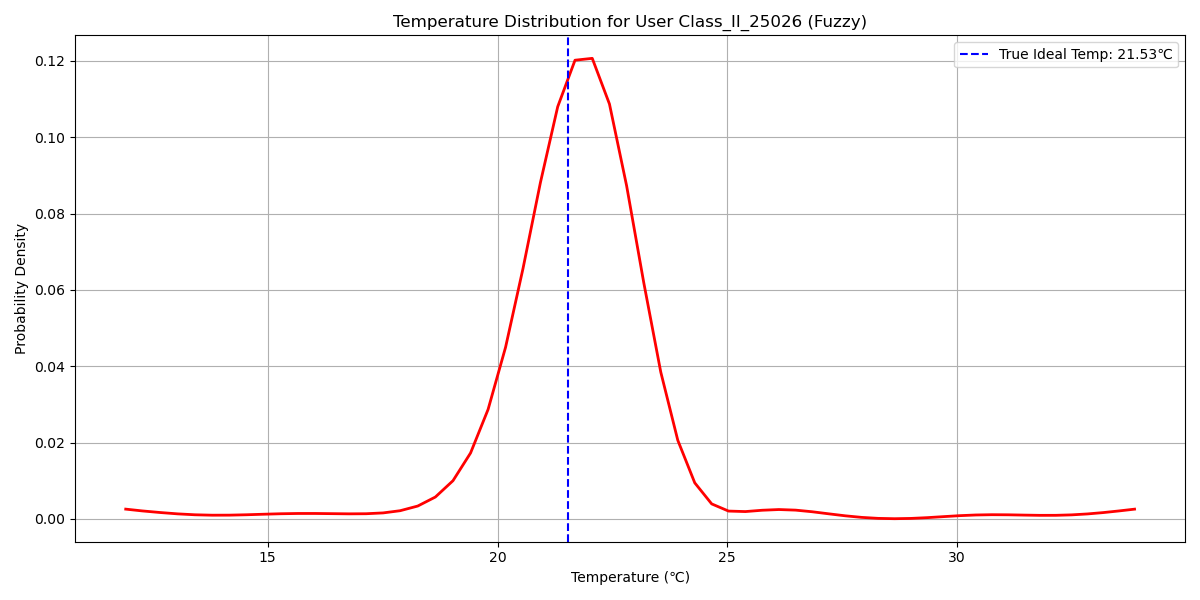 Temperature Distribution for User Class_II_25026 (Fuzzy)
True Ideal Temp: 21.53℃
Probability Density
0.12
0.10
0.08
0.06
0.04
0.02
0.00
15
20
25
30
Temperature (℃)